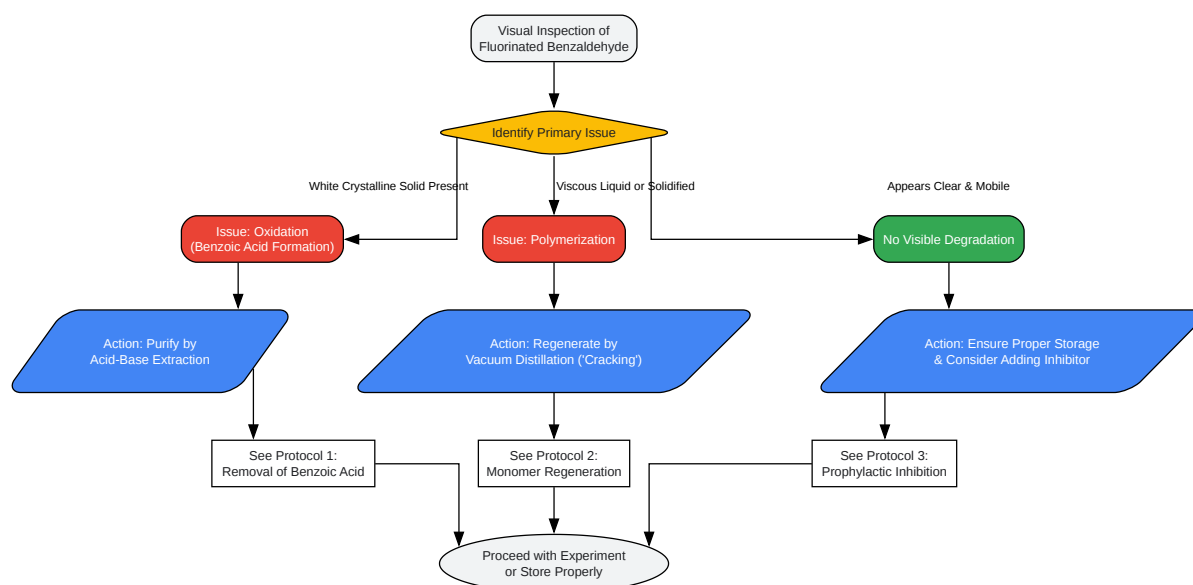 Visual Inspection of
Fluorinated Benzaldehyde
Identify Primary Issue
White Crystalline Solid Present
Viscous Liquid or Solidified
Appears Clear & Mobile
Issue: Oxidation
(Benzoic Acid Formation)
Issue: Polymerization
No Visible Degradation
Action: Purify by
Acid-Base Extraction
Action: Regenerate by
Vacuum Distillation ('Cracking')
Action: Ensure Proper Storage
& Consider Adding Inhibitor
See Protocol 1:
Removal of Benzoic Acid
See Protocol 2:
Monomer Regeneration
See Protocol 3:
Prophylactic Inhibition
Proceed with Experiment
or Store Properly